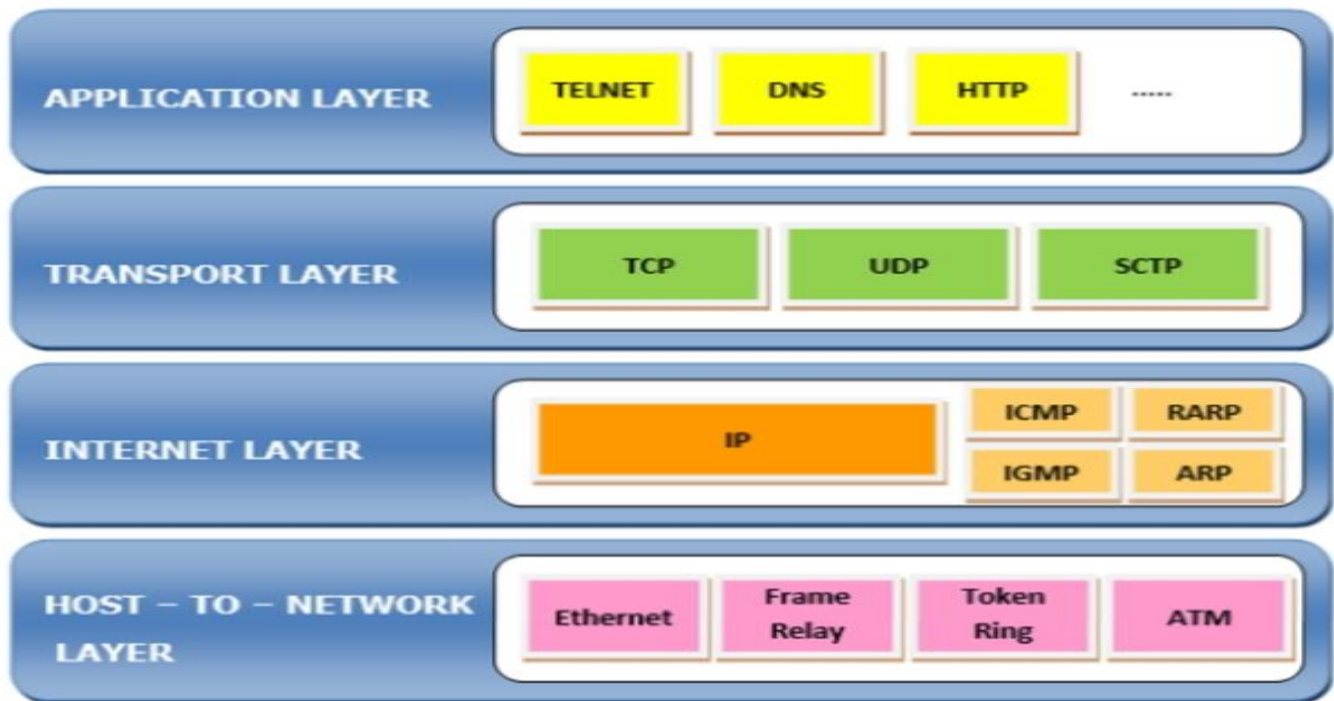 APPLICATION LAYER
TELNET DNS HTTP .....
TRANSPORT LAYER
TCP UDP SCTP
INTERNET LAYER
IP
ICMP RARP
IGMP ARP
HOST – TO – NETWORK
LAYER
Ethernet
Frame
Relay
Token
Ring
ATM